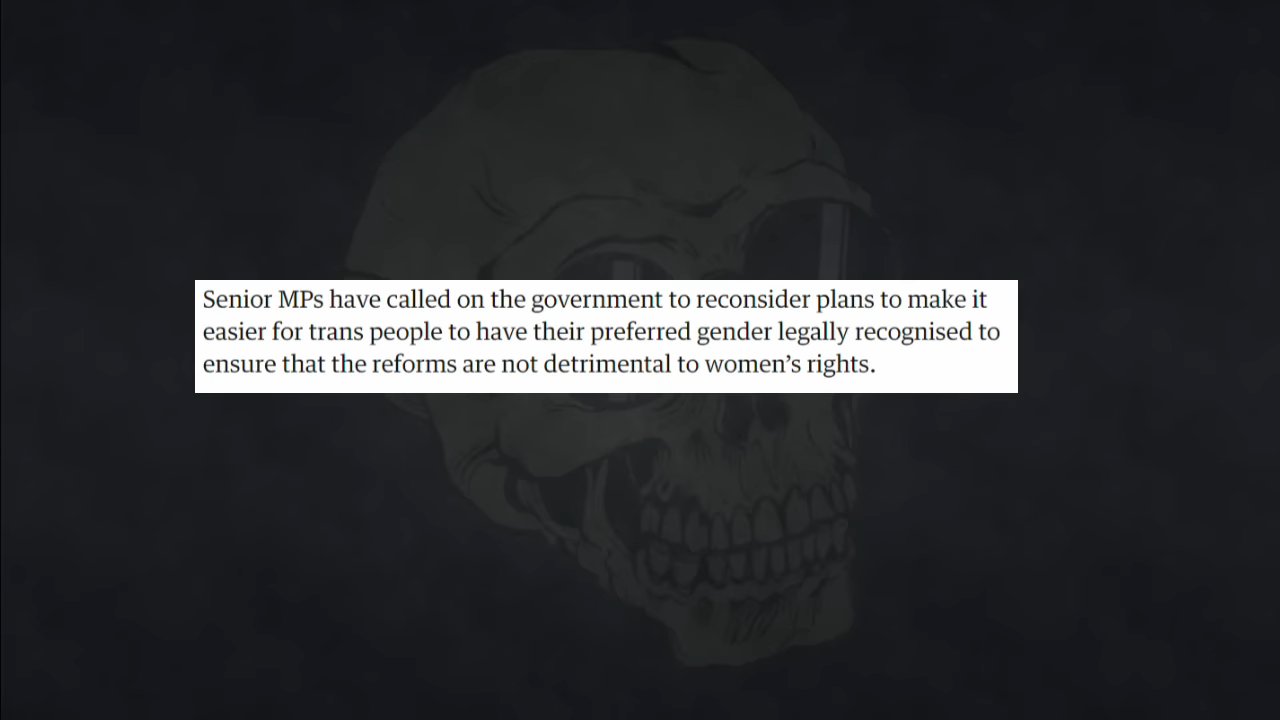 Senior MPs have called on the government to reconsider plans to make it
easier for trans people to have their preferred gender legally recognised to
ensure that the reforms are not detrimental to women’s rights.